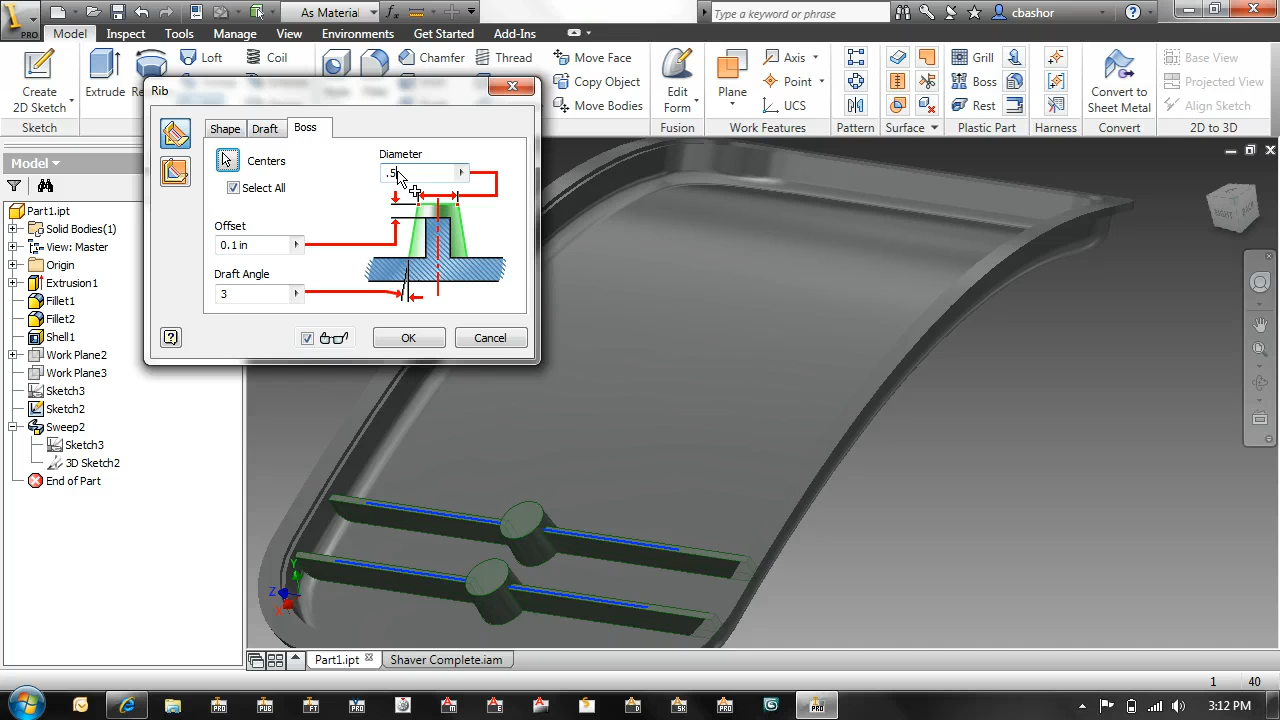 As Material
Type a keyword or phrase
cbashor
PRO
Model Inspect Tools Manage View Environments Get Started Add-Ins
Create
2D Sketch
Extrude
Loft
Coil
Chamfer
Thread
Move Face
Copy Object
Move Bodies
Edit
Form
Plane
Axis
Point
UCS
Grill
Boss
Rest
Convert to
Sheet Metal
Base View
Projected View
Align Sketch
Sketch
Fusion
Work Features
Pattern
Surface
Plastic Part
Harness
2D to 3D
Rib
Shape Draft Boss
Centers
Select All
Diameter
.5
Offset
0.1 in
Draft Angle
3
OK
Cancel
Model
Part1.ipt
Solid Bodies(1)
View: Master
Origin
Extrusion1
Fillet1
Fillet2
Shell1
Work Plane2
Work Plane3
Sketch3
Sketch2
Sweep2
Sketch3
3D Sketch2
End of Part
RIGHT
Y
Z
X
Part1.ipt
Shaver Complete.iam
1 40
3:12 PM